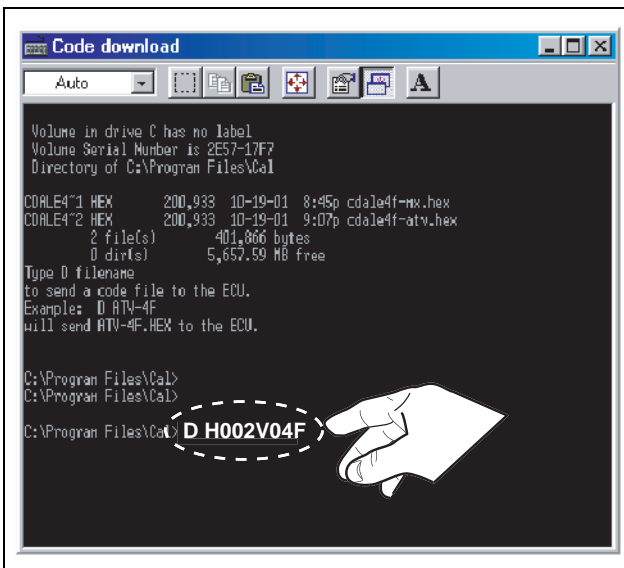 Code download
Auto
A
Volume in drive C has no label
Volume Serial Number is 2E57-17F7
Directory of C:\Program Files\Cal
CDALE4~1 HEX 200,933 10-19-01 8:45p cdale4f-mx.hex
CDALE4~2 HEX 200,933 10-19-01 9:07p cdale4f-atv.hex
2 file(s) 401,866 bytes
0 dir(s) 5,657.59 MB free
Type D filename
to send a code file to the ECU.
Example: D ATV-4F
will send ATV-4F.HEX to the ECU.
C:\Program Files\Cal>
C:\Program Files\Cal>
C:\Program Files\Cal> D H002V04F